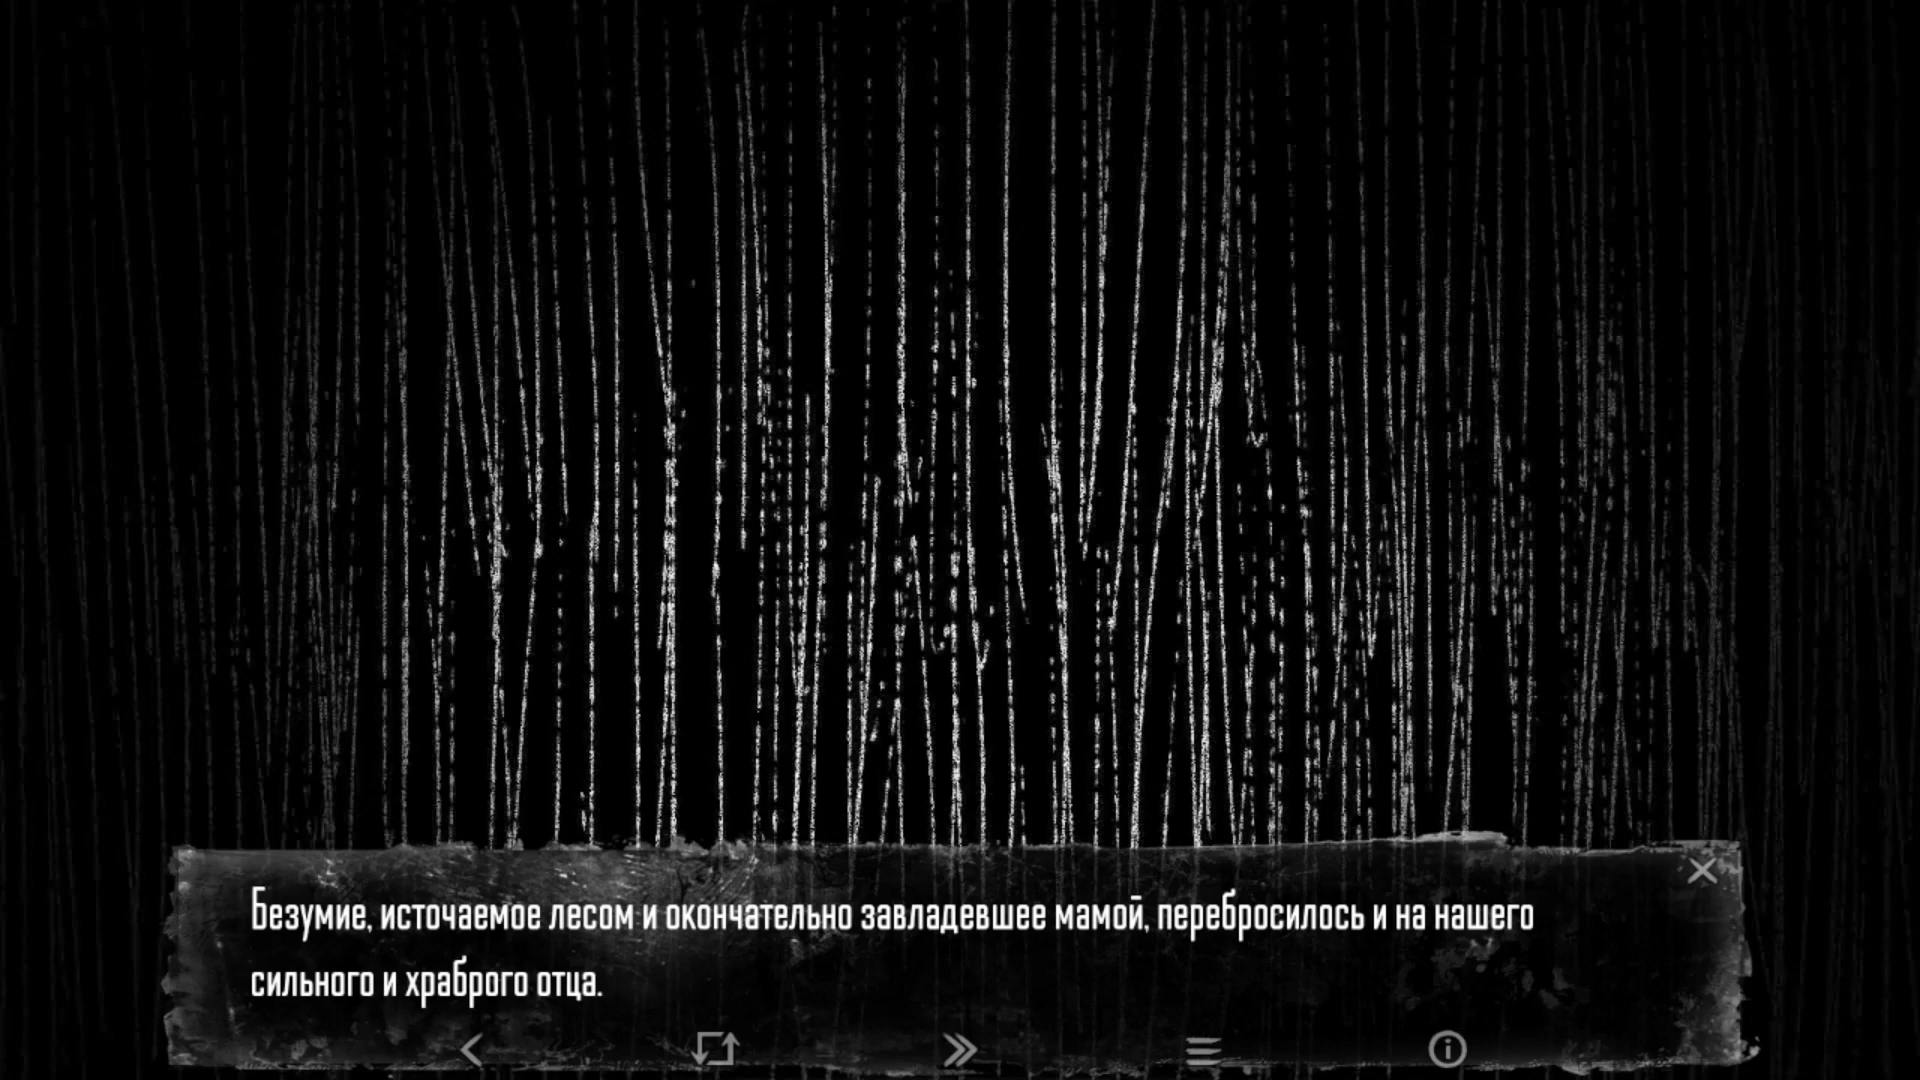 Безумие, источаемое лесом и окончательно завладевшее мамой, перебросилось и на нашего
сильного и храброго отца.